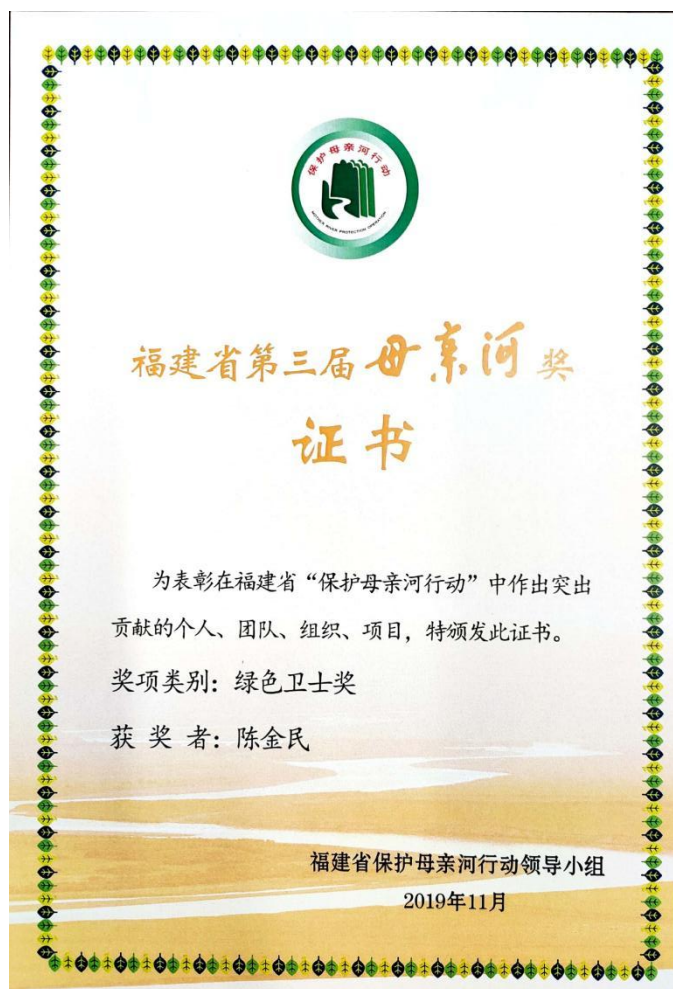 保护母亲河行动
MOTHER RIVER PROTECTION OPERATION
福建省第三届母亲河奖
证书
为表彰在福建省“保护母亲河行动”中作出突出
贡献的个人、团队、组织、项目，特颁发此证书。
奖项类别：绿色卫士奖
获奖者：陈金民
福建省保护母亲河行动领导小组
2019年11月